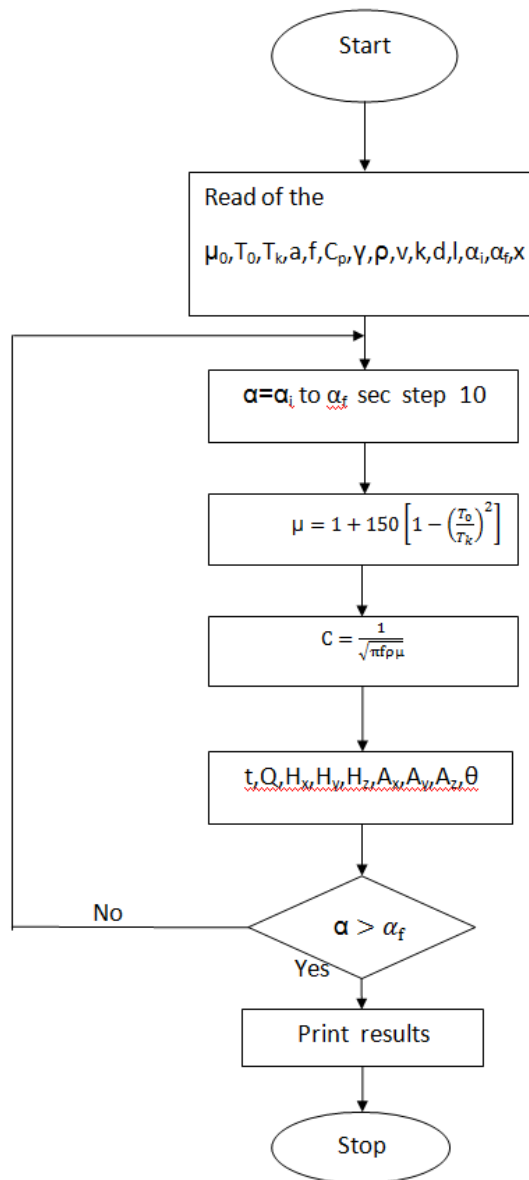 Start
Read of the
μ₀,T₀,Tₖ,a,f,Cₚ,γ,ρ,v,k,d,l,αᵢ,α_f,x
α=αᵢ to α_f sec step 10
μ = 1 + 150 [1 − (T₀/Tₖ)²]
C = 1/√πfρμ
t,Q,Hₓ,H_y,H_z,Aₓ,A_y,A_z,θ
α > α_f
No
Yes
Print results
Stop